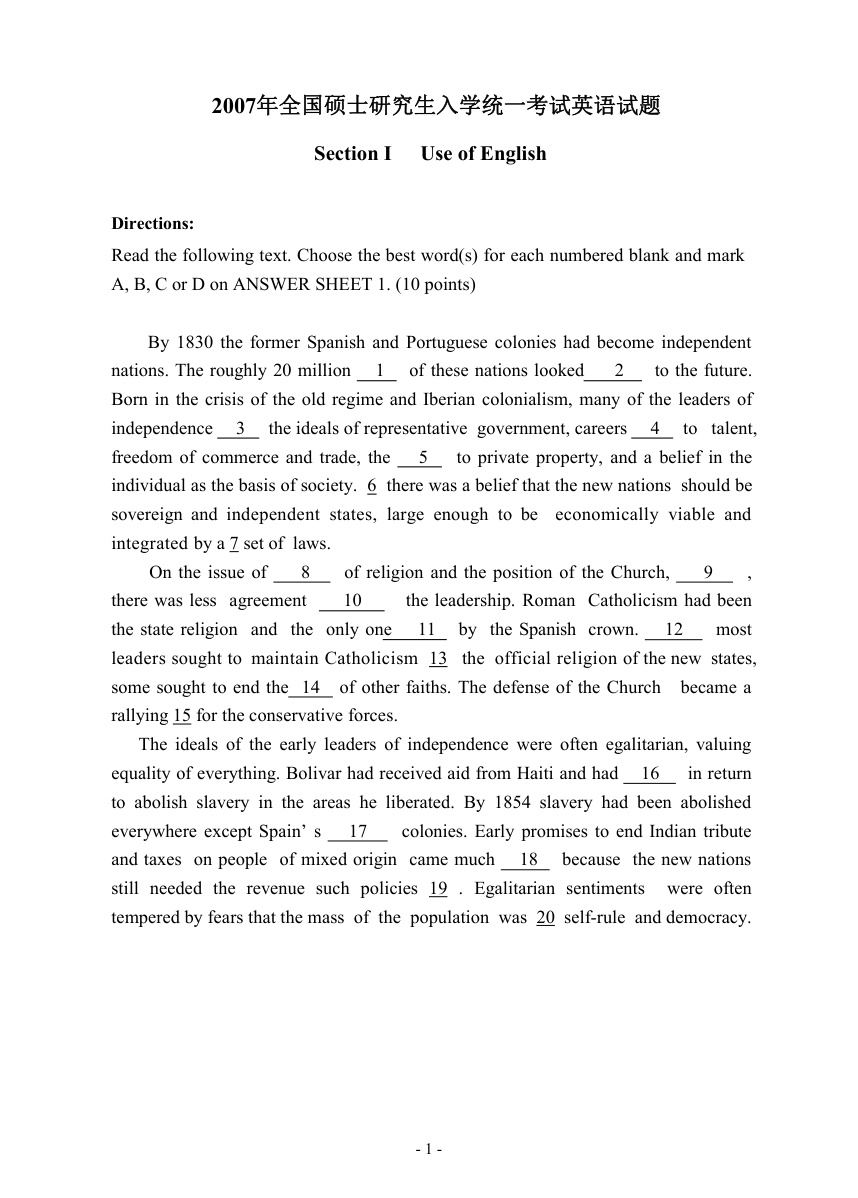 2007年全国硕士研究生入学统一考试英语试题
Section I Use of English
Directions:
Read the following text. Choose the best word(s) for each numbered blank and mark
A, B, C or D on ANSWER SHEET 1. (10 points)
By 1830 the former Spanish and Portuguese colonies had become independent
nations. The roughly 20 million 1 of these nations looked 2 to the future.
Born in the crisis of the old regime and Iberian colonialism, many of the leaders of
independence 3 the ideals of representative government, careers 4 to talent,
freedom of commerce and trade, the 5 to private property, and a belief in the
individual as the basis of society. 6 there was a belief that the new nations should be
sovereign and independent states, large enough to be economically viable and
integrated by a 7 set of laws.
On the issue of 8 of religion and the position of the Church, 9 ,
there was less agreement 10 the leadership. Roman Catholicism had been
the state religion and the only one 11 by the Spanish crown. 12 most
leaders sought to maintain Catholicism 13 the official religion of the new states,
some sought to end the 14 of other faiths. The defense of the Church became a
rallying 15 for the conservative forces.
The ideals of the early leaders of independence were often egalitarian, valuing
equality of everything. Bolivar had received aid from Haiti and had 16 in return
to abolish slavery in the areas he liberated. By 1854 slavery had been abolished
everywhere except Spain’ s 17 colonies. Early promises to end Indian tribute
and taxes on people of mixed origin came much 18 because the new nations
still needed the revenue such policies 19 . Egalitarian sentiments were often
tempered by fears that the mass of the population was 20 self-rule and democracy.
- 1 -